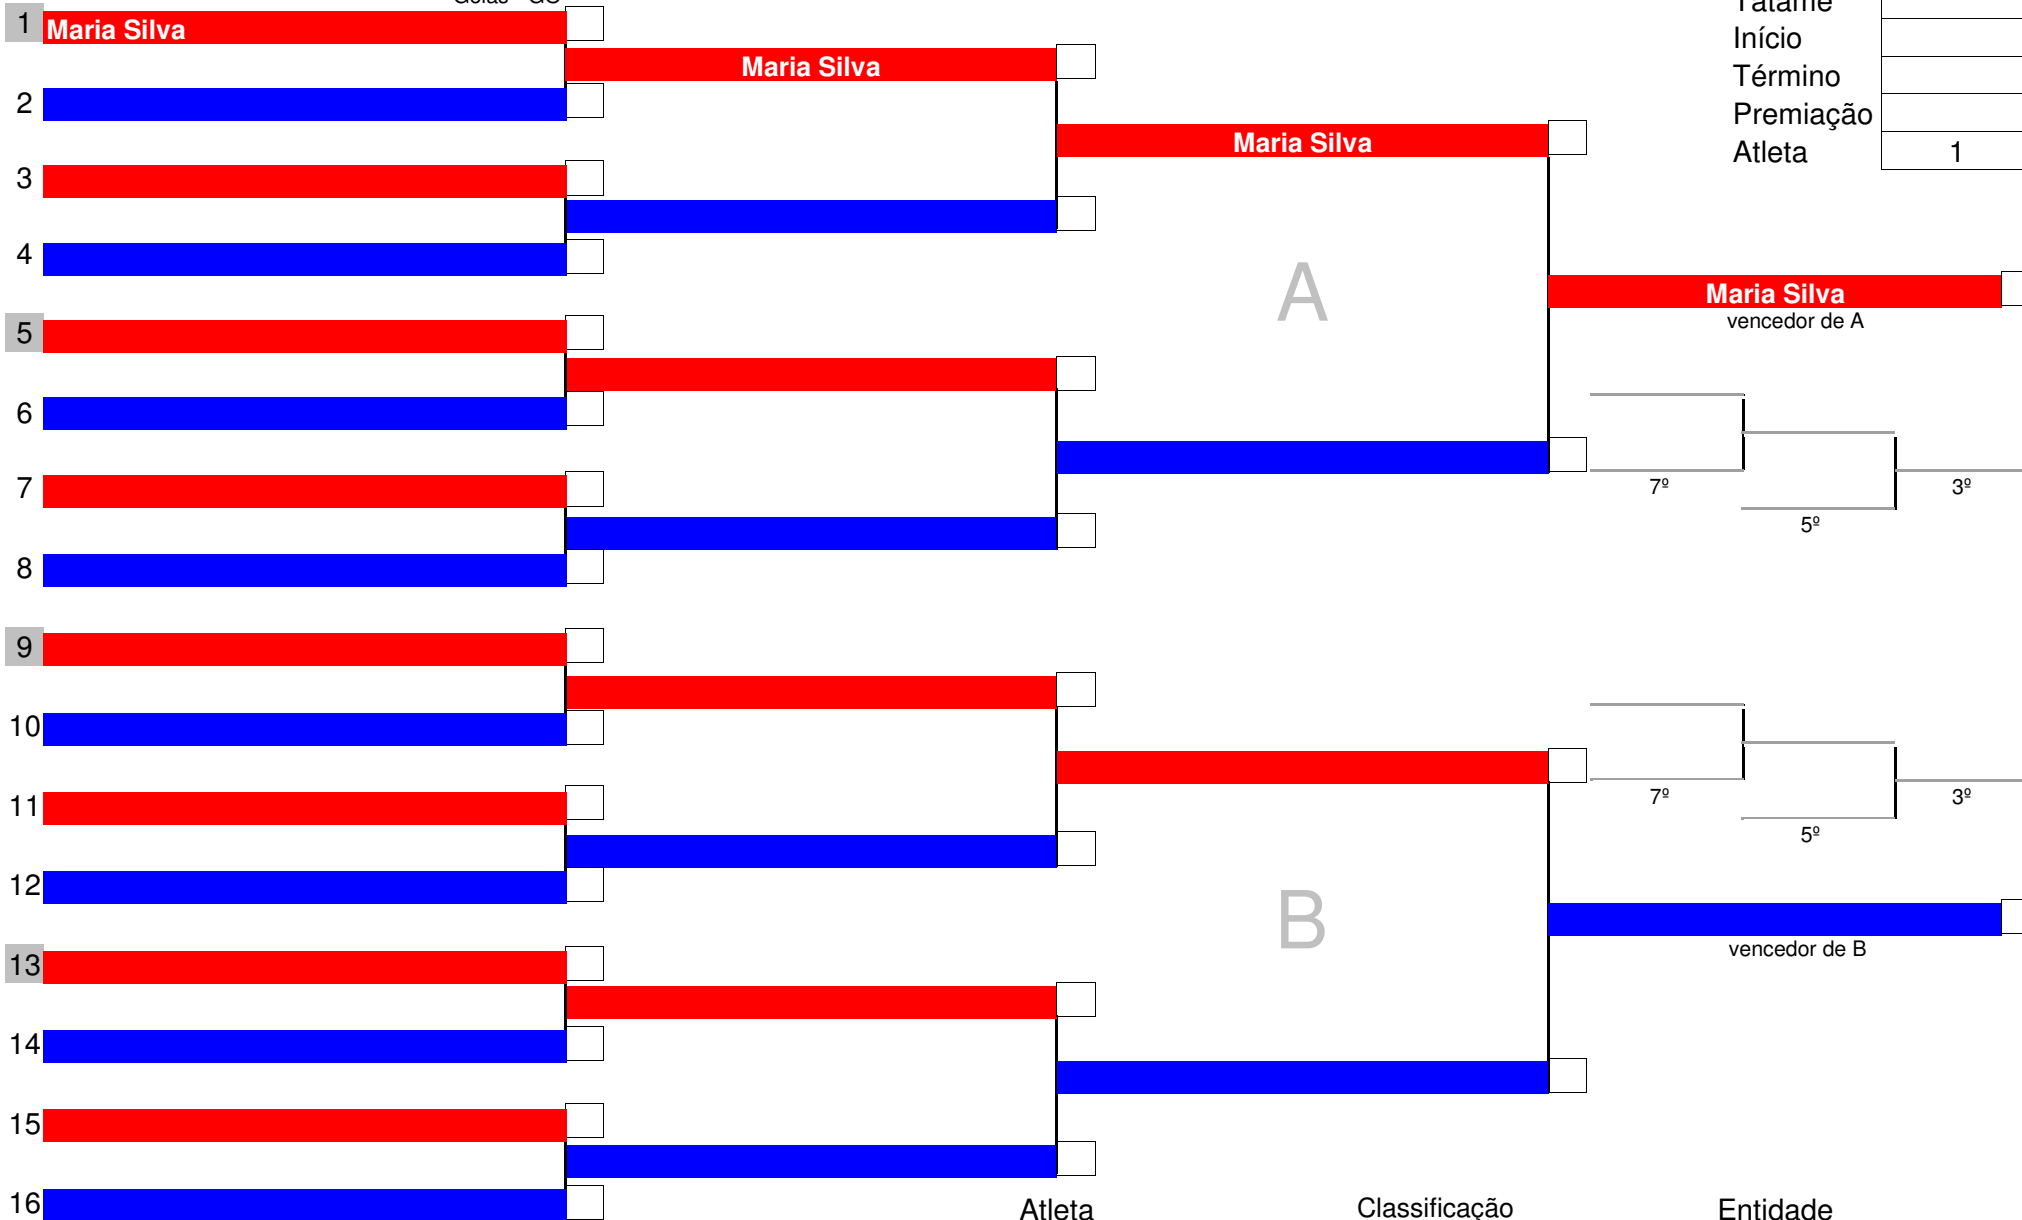 Goiás - GO
1 Maria Silva
Tatame
Início
Maria Silva
Término
2
Premiação
Maria Silva
Atleta 1
3
4
A
Maria Silva
vencedor de A
5
6
7
7º 3º
5º
8
9
10
11
7º 3º
5º
12
B
vencedor de B
13
14
15
16
Atleta Classificação Entidade